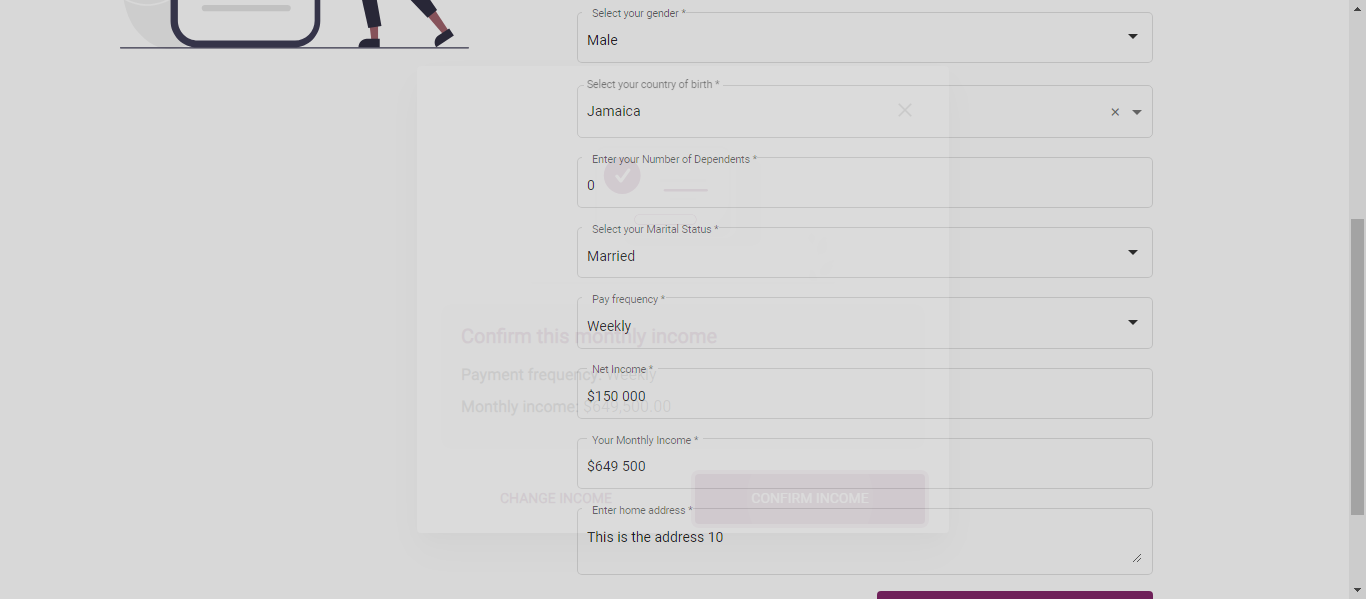 Select your gender *
Male
Select your country of birth *
Jamaica
Enter your Number of Dependents *
0
Select your Marital Status *
Married
Pay frequency *
Weekly
Confirm this monthly income
Payment frequency: Weekly
Monthly income: $649,500.00
Net Income *
$150 000
Your Monthly Income *
$649 500
CHANGE INCOME
CONFIRM INCOME
Enter home address *
This is the address 10